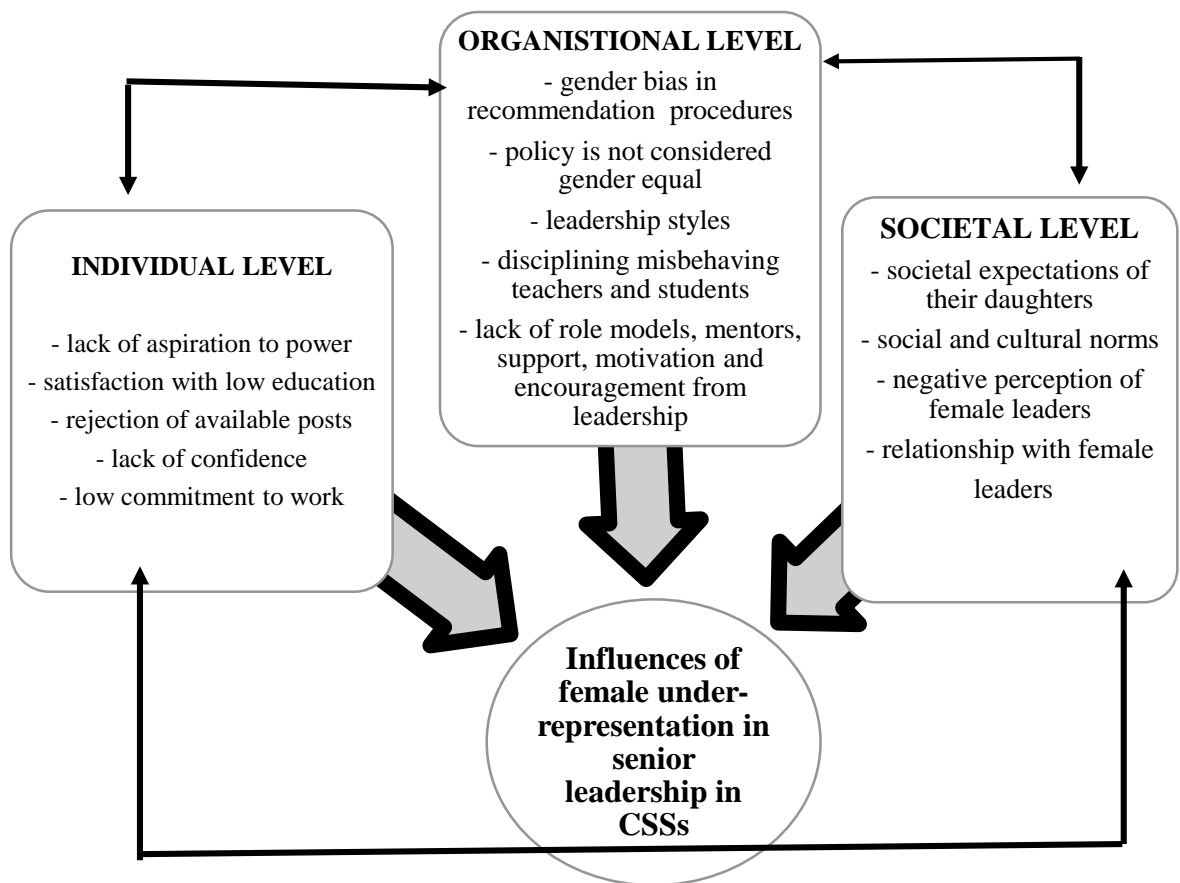 ORGANISTIONAL LEVEL
- gender bias in
recommendation procedures
- policy is not considered
gender equal
- leadership styles
- disciplining misbehaving
teachers and students
- lack of role models, mentors,
support, motivation and
encouragement from
leadership
INDIVIDUAL LEVEL
- lack of aspiration to power
- satisfaction with low education
- rejection of available posts
- lack of confidence
- low commitment to work
SOCIETAL LEVEL
- societal expectations of
their daughters
- social and cultural norms
- negative perception of
female leaders
- relationship with female
leaders
Influences of
female under-
representation in
senior
leadership in
CSSs